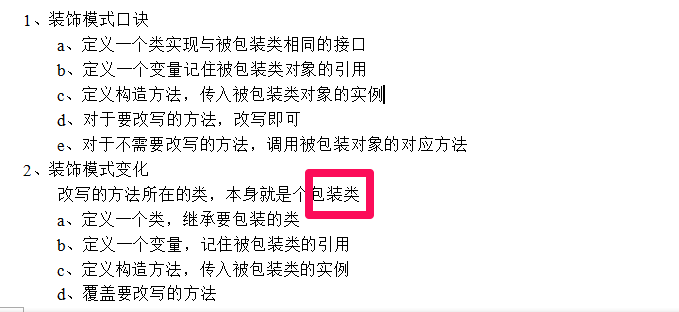 1、装饰模式口诀
a、定义一个类实现与被包装类相同的接口
b、定义一个变量记住被包装类对象的引用
c、定义构造方法，传入被包装类对象的实例
d、对于要改写的方法，改写即可
e、对于不需要改写的方法，调用被包装对象的对应方法
2、装饰模式变化
改写的方法所在的类，本身就是个包装类
a、定义一个类，继承要包装的类
b、定义一个变量，记住被包装类的引用
c、定义构造方法，传入被包装类的实例
d、覆盖要改写的方法